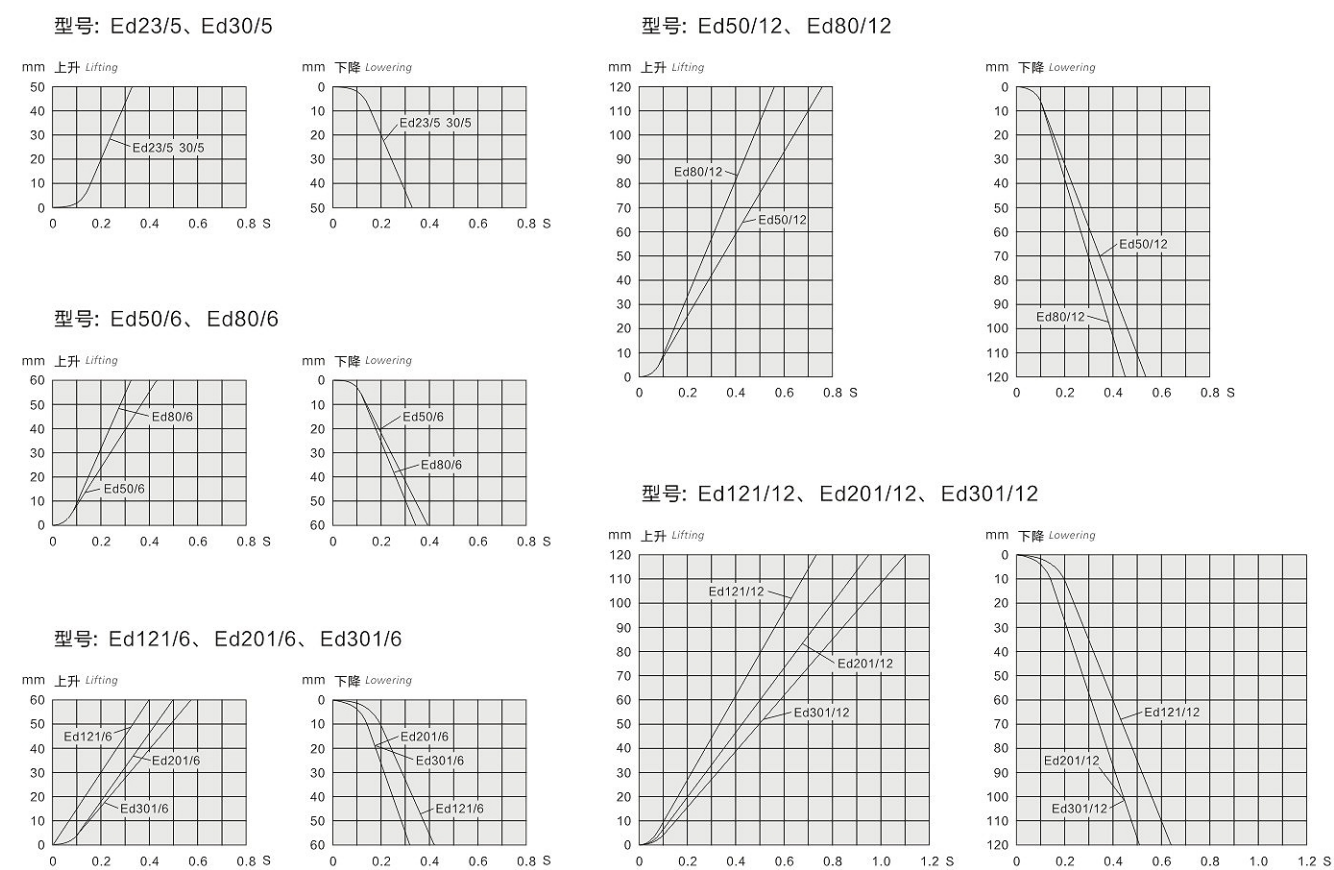 型号: Ed23/5、Ed30/5
mm 上升 Lifting
50
40
30
20
10
0
Ed23/5 30/5
0 0.2 0.4 0.6 0.8 S
mm 下降 Lowering
0
10
20
30
40
50
Ed23/5 30/5
0 0.2 0.4 0.6 0.8 S
型号: Ed50/6、Ed80/6
mm 上升 Lifting
60
50
40
30
20
10
0
Ed80/6
Ed50/6
0 0.2 0.4 0.6 0.8 S
mm 下降 Lowering
0
10
20
30
40
50
60
Ed50/6
Ed80/6
0 0.2 0.4 0.6 0.8 S
型号: Ed121/6、Ed201/6、Ed301/6
mm 上升 Lifting
60
50
40
30
20
10
0
Ed121/6
Ed201/6
Ed301/6
0 0.2 0.4 0.6 0.8 S
mm 下降 Lowering
0
10
20
30
40
50
60
Ed201/6
Ed301/6
Ed121/6
0 0.2 0.4 0.6 0.8 S
型号: Ed50/12、Ed80/12
mm 上升 Lifting
120
110
100
90
80
70
60
50
40
30
20
10
0
Ed80/12
Ed50/12
0 0.2 0.4 0.6 0.8 S
mm 下降 Lowering
0
10
20
30
40
50
60
70
80
90
100
110
120
Ed50/12
Ed80/12
0 0.2 0.4 0.6 0.8 S
型号: Ed121/12、Ed201/12、Ed301/12
mm 上升 Lifting
120
110
100
90
80
70
60
50
40
30
20
10
0
Ed121/12
Ed201/12
Ed301/12
0 0.2 0.4 0.6 0.8 1.0 1.2 S
mm 下降 Lowering
0
10
20
30
40
50
60
70
80
90
100
110
120
Ed121/12
Ed201/12
Ed301/12
0 0.2 0.4 0.6 0.8 1.0 1.2 S